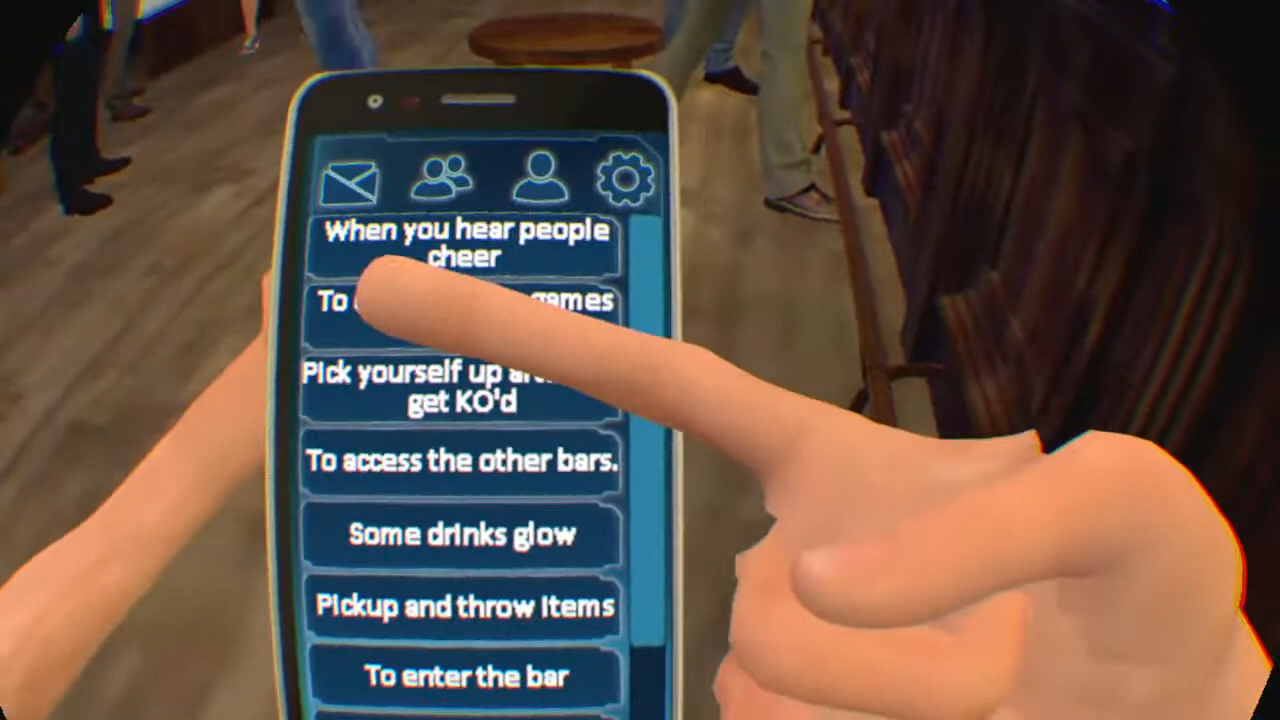 When you hear people
cheer
To games
Pick yourself up
get KO'd
To access the other bars.
Some drinks glow
Pickup and throw items
To enter the bar